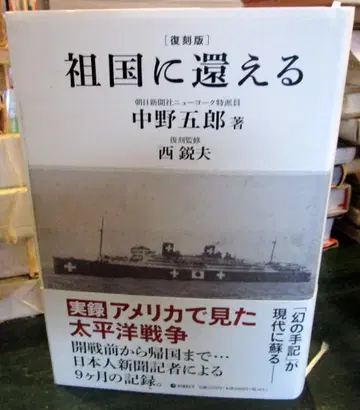 [復刻版]
祖国に還える
朝日新聞社ニューヨーク特派員
中野五郎 著
復刻監修
西 鋭夫
「幻の手記」が
現代に蘇る――
実録 アメリカで見た
太平洋戦争
開戦前から帰国まで…
日本人新聞記者による
9ヶ月の記録。